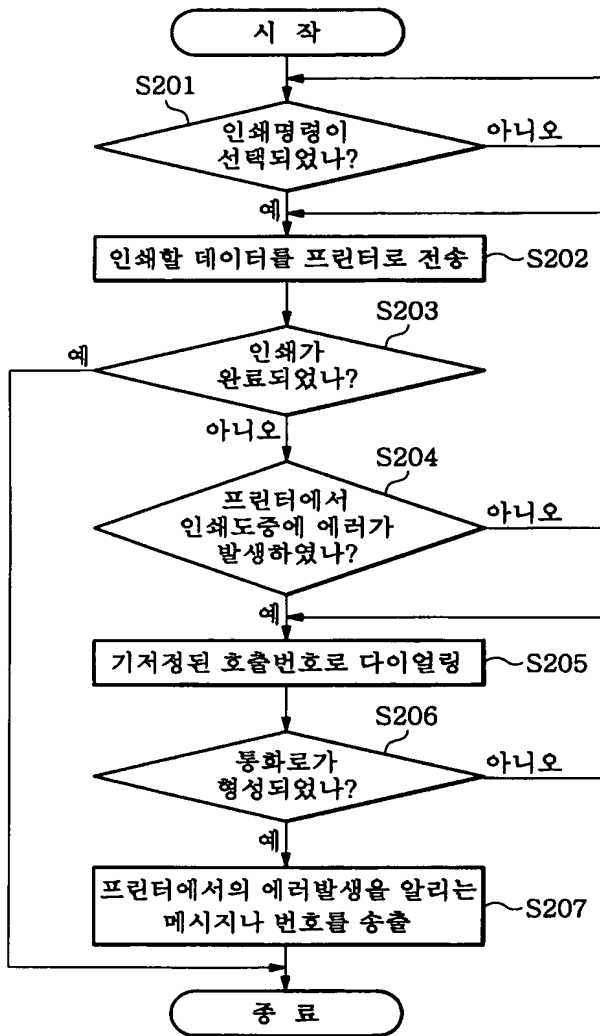 시 작
S201
인쇄명령이
선택되었나?
아니오
예
인쇄할 데이터를 프린터로 전송
S202
S203
예
인쇄가
완료되었나?
아니오
S204
프린터에서
인쇄도중에 에러가
발생하였나?
아니오
예
기저정된 호출번호로 다이얼링
S205
S206
통화로가
형성되었나?
아니오
예
프린터에서의 에러발생을 알리는
메시지나 번호를 송출
S207
종 료